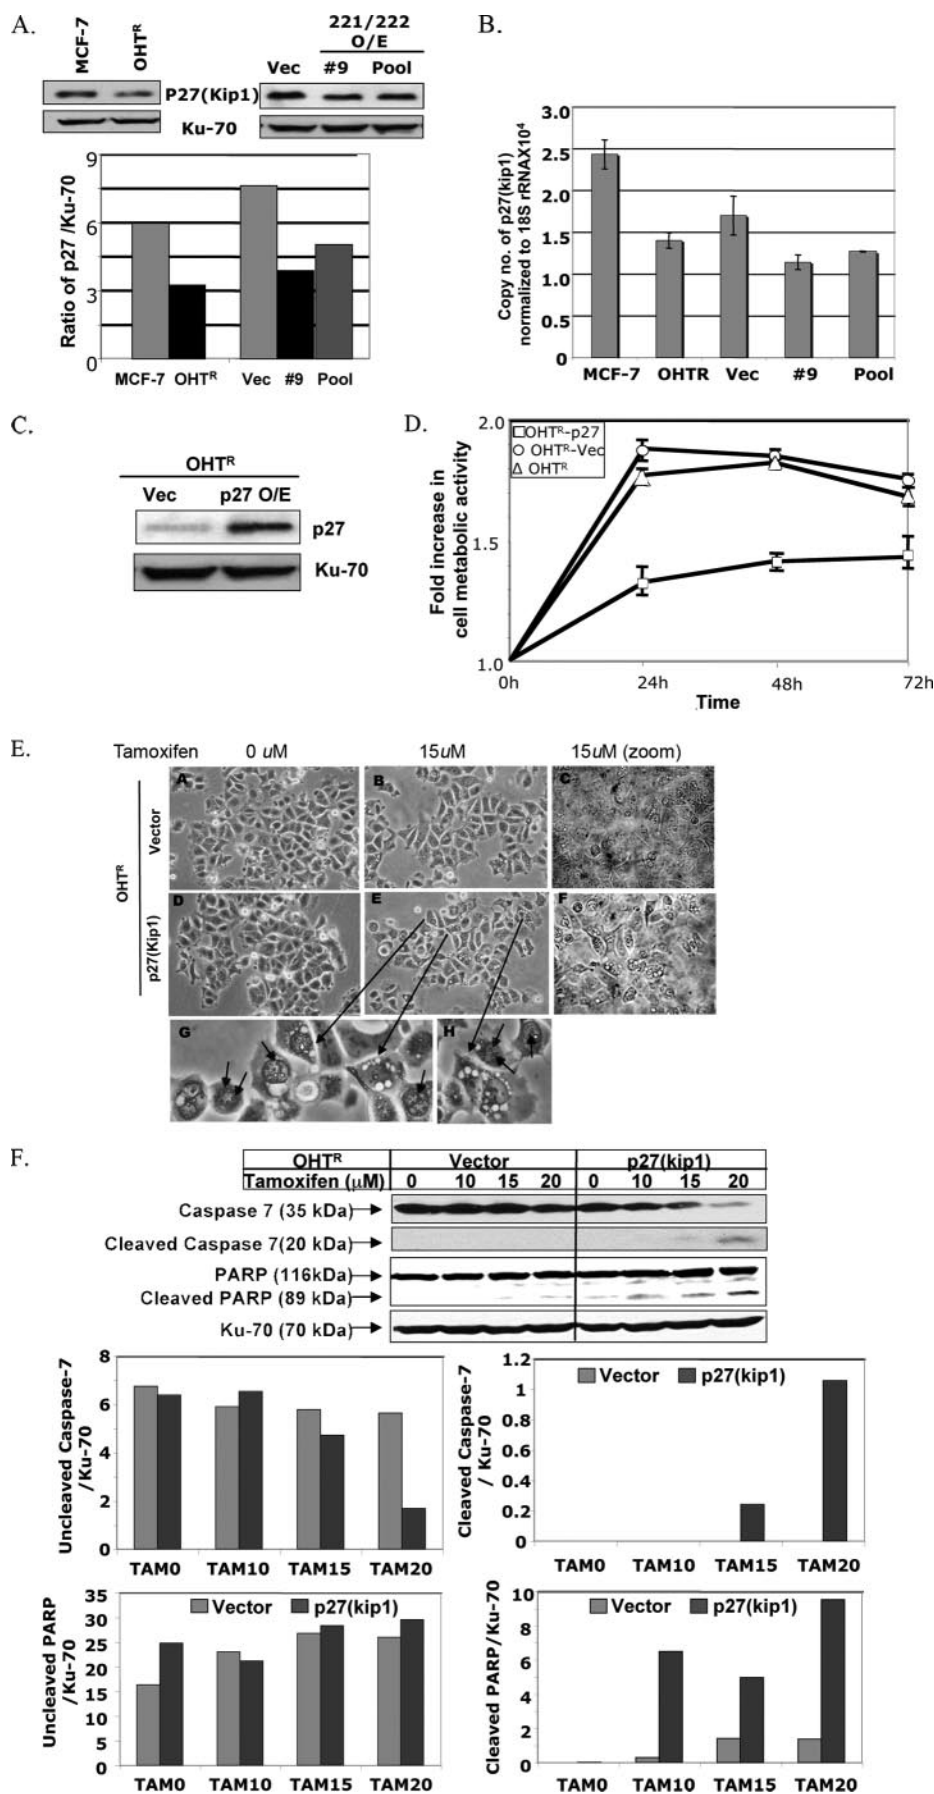 A.
MCF-7
OHTR
221/222
O/E
Vec #9 Pool
P27(Kip1)
Ku-70
Ratio of p27 /Ku-70
9
6
3
0
MCF-7 OHTR Vec #9 Pool
B.
Copy no. of p27(kip1)
normalized to 18S rRNAX10⁴
3.0
2.5
2.0
1.5
1.0
0.5
0
MCF-7 OHTR Vec #9 Pool
C.
OHTR
Vec p27 O/E
p27
Ku-70
D.
Fold increase in
cell metabolic activity
2.0
1.5
1.0
OHTR-p27
OHTR-Vec
OHTR
0h 24h 48h 72h
Time
E.
Tamoxifen 0 uM 15uM 15uM (zoom)
OHTR
Vector
p27(Kip1)
A B C
D E F
G H
F.
OHTR Vector p27(kip1)
Tamoxifen (μM) 0 10 15 20 0 10 15 20
Caspase 7 (35 kDa)
Cleaved Caspase 7(20 kDa)
PARP (116kDa)
Cleaved PARP (89 kDa)
Ku-70 (70 kDa)
Uncleaved Caspase-7
/Ku-70
8
6
4
2
0
TAM0 TAM10 TAM15 TAM20
Cleaved Caspase-7
/ Ku-70
1.2
1
0.8
0.6
0.4
0.2
0
Vector p27(kip1)
TAM0 TAM10 TAM15 TAM20
Uncleaved PARP
/Ku-70
35
30
25
20
15
10
5
0
Vector p27(kip1)
TAM0 TAM10 TAM15 TAM20
Cleaved PARP/Ku-70
10
8
6
4
2
0
Vector p27(kip1)
TAM0 TAM10 TAM15 TAM20